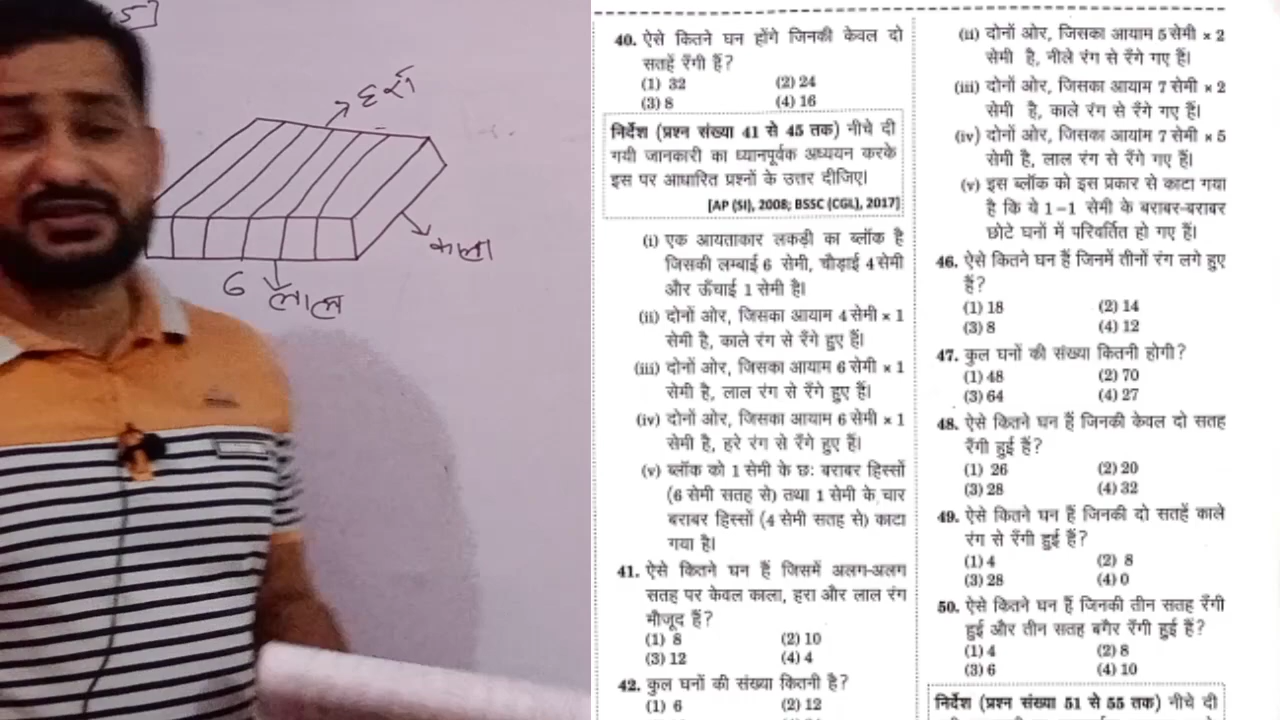 5]
हरा
काला
6 लाल
40. ऐसे कितने घन होंगे जिनकी केवल दो
सतहें रँगी हैं?
(1) 32 (2) 24
(3) 8 (4) 16
निर्देश (प्रश्न संख्या 41 से 45 तक) नीचे दी
गयी जानकारी का ध्यानपूर्वक अध्ययन करके
इस पर आधारित प्रश्नों के उत्तर दीजिए।
[AP (SI), 2008; BSSC (CGL), 2017]
(i) एक आयताकार लकड़ी का ब्लॉक है
जिसकी लम्बाई 6 सेमी, चौड़ाई 4 सेमी
और ऊँचाई 1 सेमी है।
(ii) दोनों ओर, जिसका आयाम 4 सेमी × 1
सेमी है, काले रंग से रँगे हुए हैं।
(iii) दोनों ओर, जिसका आयाम 6 सेमी × 1
सेमी है, लाल रंग से रँगे हुए हैं।
(iv) दोनों ओर, जिसका आयाम 6 सेमी × 1
सेमी है, हरे रंग से रँगे हुए हैं।
(v) ब्लॉक को 1 सेमी के छः बराबर हिस्सों
(6 सेमी सतह से) तथा 1 सेमी के चार
बराबर हिस्सों (4 सेमी सतह से) काटा
गया है।
41. ऐसे कितने घन हैं जिसमें अलग-अलग
सतह पर केवल काला, हरा और लाल रंग
मौजूद हैं?
(1) 8 (2) 10
(3) 12 (4) 4
42. कुल घनों की संख्या कितनी है?
(1) 6 (2) 12
(ii) दोनों ओर, जिसका आयाम 5 सेमी × 2
सेमी है, नीले रंग से रँगे गए हैं।
(iii) दोनों ओर, जिसका आयाम 7 सेमी × 2
सेमी है, काले रंग से रँगे गए हैं।
(iv) दोनों ओर, जिसका आयाम 7 सेमी × 5
सेमी है, लाल रंग से रँगे गए हैं।
(v) इस ब्लॉक को इस प्रकार से काटा गया
है कि ये 1-1 सेमी के बराबर-बराबर
छोटे घनों में परिवर्तित हो गए हैं।
46. ऐसे कितने घन हैं जिनमें तीनों रंग लगे हुए
हैं?
(1) 18 (2) 14
(3) 8 (4) 12
47. कुल घनों की संख्या कितनी होगी?
(1) 48 (2) 70
(3) 64 (4) 27
48. ऐसे कितने घन हैं जिनकी केवल दो सतह
रँगी हुई हैं?
(1) 26 (2) 20
(3) 28 (4) 32
49. ऐसे कितने घन हैं जिनकी दो सतहें काले
रंग से रँगी हुई हैं?
(1) 4 (2) 8
(3) 28 (4) 0
50. ऐसे कितने घन हैं जिनकी तीन सतह रँगी
हुई और तीन सतह बगैर रँगी हुई हैं?
(1) 4 (2) 8
(3) 6 (4) 10
निर्देश (प्रश्न संख्या 51 से 55 तक) नीचे दी